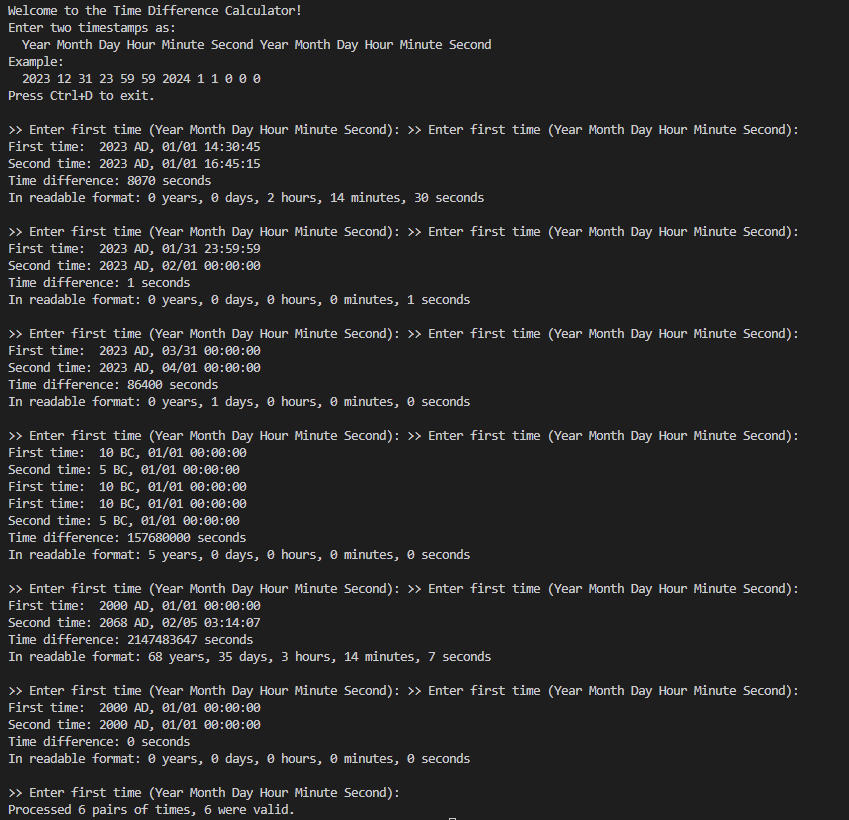 Welcome to the Time Difference Calculator!
Enter two timestamps as:
  Year Month Day Hour Minute Second Year Month Day Hour Minute Second
Example:
  2023 12 31 23 59 59 2024 1 1 0 0 0
Press Ctrl+D to exit.

>> Enter first time (Year Month Day Hour Minute Second): >> Enter first time (Year Month Day Hour Minute Second):
First time:  2023 AD, 01/01 14:30:45
Second time: 2023 AD, 01/01 16:45:15
Time difference: 8070 seconds
In readable format: 0 years, 0 days, 2 hours, 14 minutes, 30 seconds

>> Enter first time (Year Month Day Hour Minute Second): >> Enter first time (Year Month Day Hour Minute Second):
First time:  2023 AD, 01/31 23:59:59
Second time: 2023 AD, 02/01 00:00:00
Time difference: 1 seconds
In readable format: 0 years, 0 days, 0 hours, 0 minutes, 1 seconds

>> Enter first time (Year Month Day Hour Minute Second): >> Enter first time (Year Month Day Hour Minute Second):
First time:  2023 AD, 03/31 00:00:00
Second time: 2023 AD, 04/01 00:00:00
Time difference: 86400 seconds
In readable format: 0 years, 1 days, 0 hours, 0 minutes, 0 seconds

>> Enter first time (Year Month Day Hour Minute Second): >> Enter first time (Year Month Day Hour Minute Second):
First time:  10 BC, 01/01 00:00:00
Second time: 5 BC, 01/01 00:00:00
First time:  10 BC, 01/01 00:00:00
First time:  10 BC, 01/01 00:00:00
Second time: 5 BC, 01/01 00:00:00
Time difference: 157680000 seconds
In readable format: 5 years, 0 days, 0 hours, 0 minutes, 0 seconds

>> Enter first time (Year Month Day Hour Minute Second): >> Enter first time (Year Month Day Hour Minute Second):
First time:  2000 AD, 01/01 00:00:00
Second time: 2068 AD, 02/05 03:14:07
Time difference: 2147483647 seconds
In readable format: 68 years, 35 days, 3 hours, 14 minutes, 7 seconds

>> Enter first time (Year Month Day Hour Minute Second): >> Enter first time (Year Month Day Hour Minute Second):
First time:  2000 AD, 01/01 00:00:00
Second time: 2000 AD, 01/01 00:00:00
Time difference: 0 seconds
In readable format: 0 years, 0 days, 0 hours, 0 minutes, 0 seconds

>> Enter first time (Year Month Day Hour Minute Second):
Processed 6 pairs of times, 6 were valid.